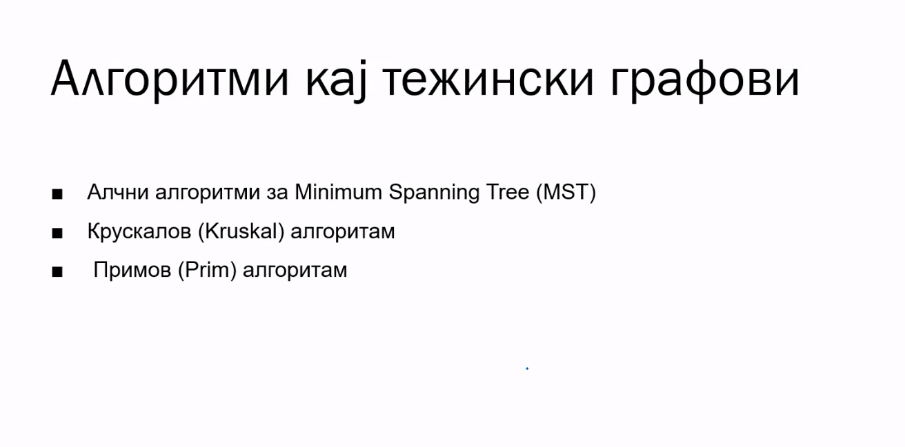 Алгоритми кај тежински графови
▪ Алчни алгоритми за Minimum Spanning Tree (MST)
▪ Крускалов (Kruskal) алгоритам
▪ Примов (Prim) алгоритам